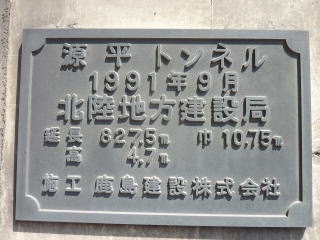 源平トンネル
1991年9月
北陸地方建設局
延長 827.5m 巾 10.75m
高 4.7m
施工 鹿島建設株式会社